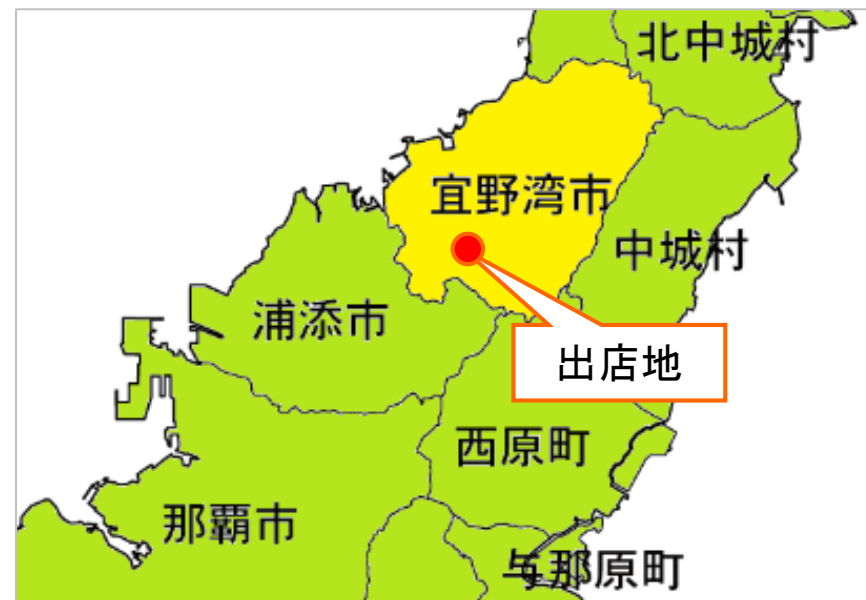 北中城村
宜野湾市
中城村
浦添市
出店地
西原町
那覇市
与那原町